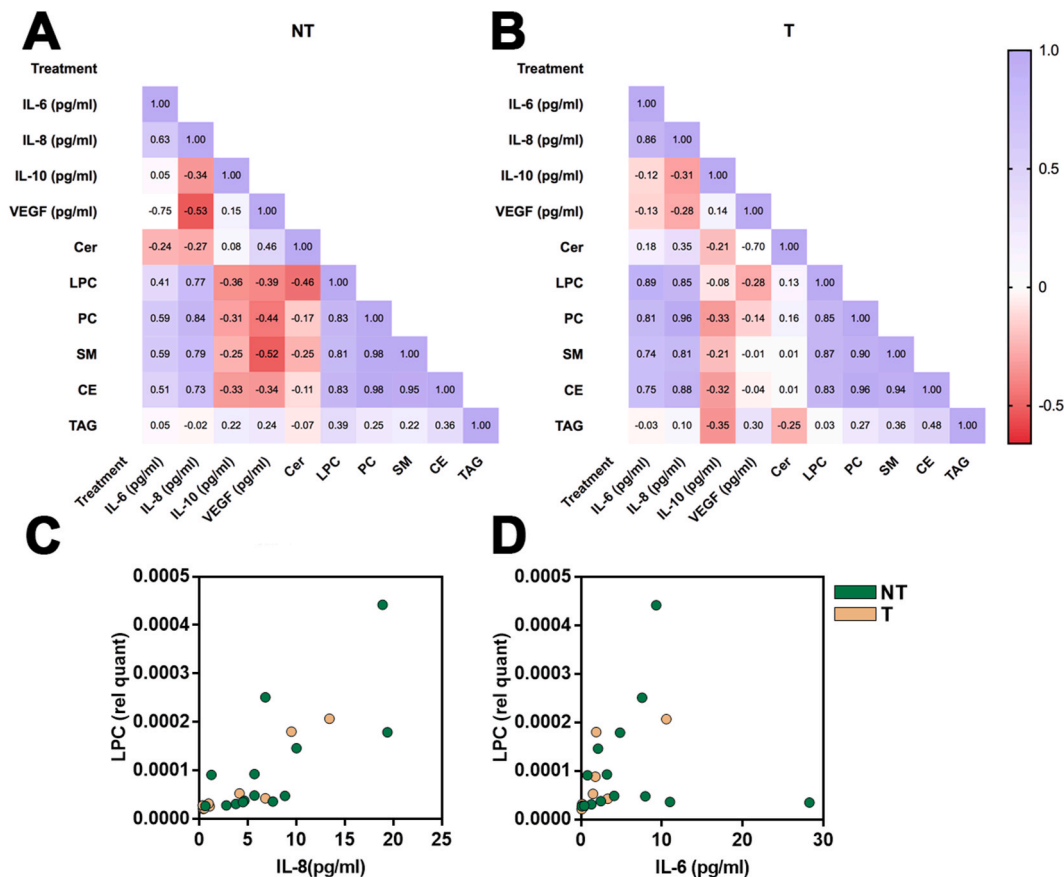 A NT
Treatment
IL-6 (pg/ml) 1.00
IL-8 (pg/ml) 0.63 1.00
IL-10 (pg/ml) 0.05 -0.34 1.00
VEGF (pg/ml) -0.75 -0.53 0.15 1.00
Cer -0.24 -0.27 0.08 0.46 1.00
LPC 0.41 0.77 -0.36 -0.39 -0.46 1.00
PC 0.59 0.84 -0.31 -0.44 -0.17 0.83 1.00
SM 0.59 0.79 -0.25 -0.52 -0.25 0.81 0.98 1.00
CE 0.51 0.73 -0.33 -0.34 -0.11 0.83 0.98 0.95 1.00
TAG 0.05 -0.02 0.22 0.24 -0.07 0.39 0.25 0.22 0.36 1.00
Treatment IL-6 (pg/ml) IL-8 (pg/ml) IL-10 (pg/ml) VEGF (pg/ml) Cer LPC PC SM CE TAG
B T
Treatment
IL-6 (pg/ml) 1.00
IL-8 (pg/ml) 0.86 1.00
IL-10 (pg/ml) -0.12 -0.31 1.00
VEGF (pg/ml) -0.13 -0.28 0.14 1.00
Cer 0.18 0.35 -0.21 -0.70 1.00
LPC 0.89 0.85 -0.08 -0.28 0.13 1.00
PC 0.81 0.96 -0.33 -0.14 0.16 0.85 1.00
SM 0.74 0.81 -0.21 -0.01 0.01 0.87 0.90 1.00
CE 0.75 0.88 -0.32 -0.04 0.01 0.83 0.96 0.94 1.00
TAG -0.03 0.10 -0.35 0.30 -0.25 0.03 0.27 0.36 0.48 1.00
Treatment IL-6 (pg/ml) IL-8 (pg/ml) IL-10 (pg/ml) VEGF (pg/ml) Cer LPC PC SM CE TAG
1.0
0.5
0
-0.5
C
LPC (rel quant)
0.0005
0.0004
0.0003
0.0002
0.0001
0.0000
0 5 10 15 20 25
IL-8(pg/ml)
D
LPC (rel quant)
0.0005
0.0004
0.0003
0.0002
0.0001
0.0000
0 10 20 30
IL-6 (pg/ml)
NT
T